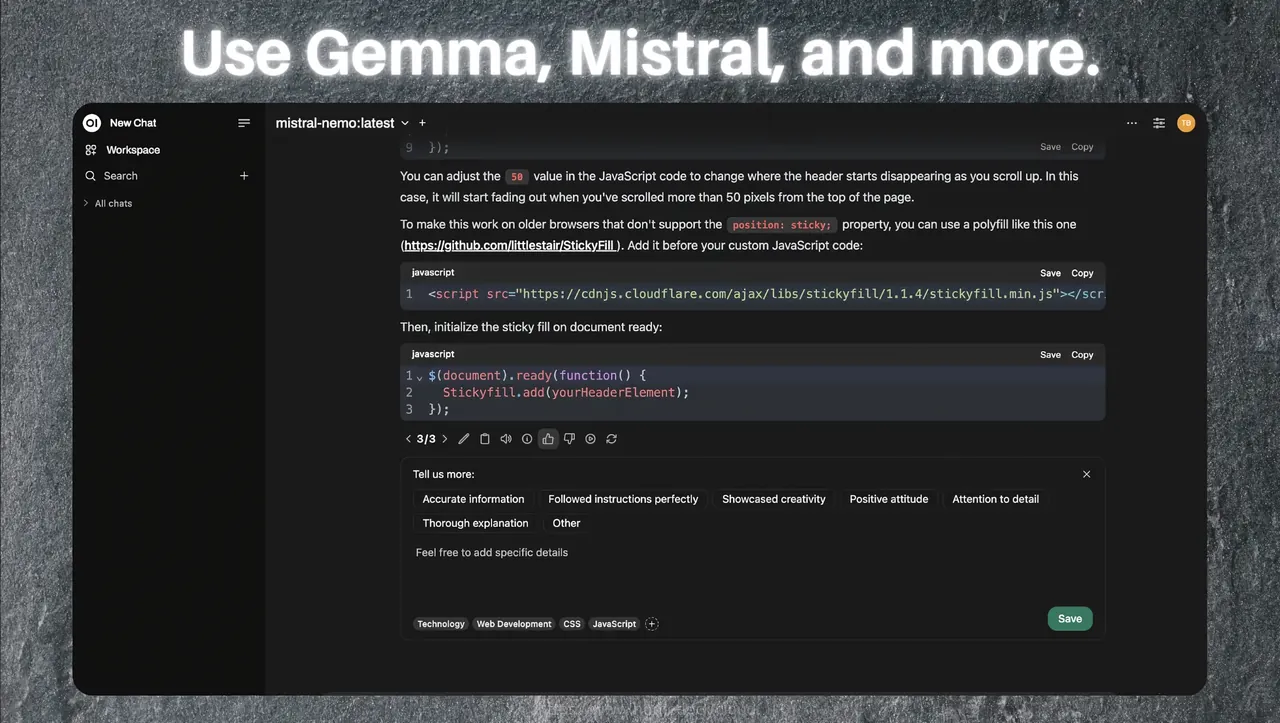 Use Gemma, Mistral, and more.
OI New Chat
mistral-nemo:latest
TB
Workspace
Search
All chats
9 });
Save Copy
You can adjust the 50 value in the JavaScript code to change where the header starts disappearing as you scroll up. In this
case, it will start fading out when you've scrolled more than 50 pixels from the top of the page.
To make this work on older browsers that don't support the position: sticky; property, you can use a polyfill like this one
(https://github.com/littlestair/StickyFill ). Add it before your custom JavaScript code:
javascript
Save Copy
1 <script src="https://cdnjs.cloudflare.com/ajax/libs/stickyfill/1.1.4/stickyfill.min.js"></scri
Then, initialize the sticky fill on document ready:
javascript
Save Copy
1 $(document).ready(function() {
2 Stickyfill.add(yourHeaderElement);
3 });
3/3
Tell us more:
Accurate information Followed instructions perfectly Showcased creativity Positive attitude Attention to detail
Thorough explanation Other
Feel free to add specific details
Technology Web Development CSS JavaScript
Save